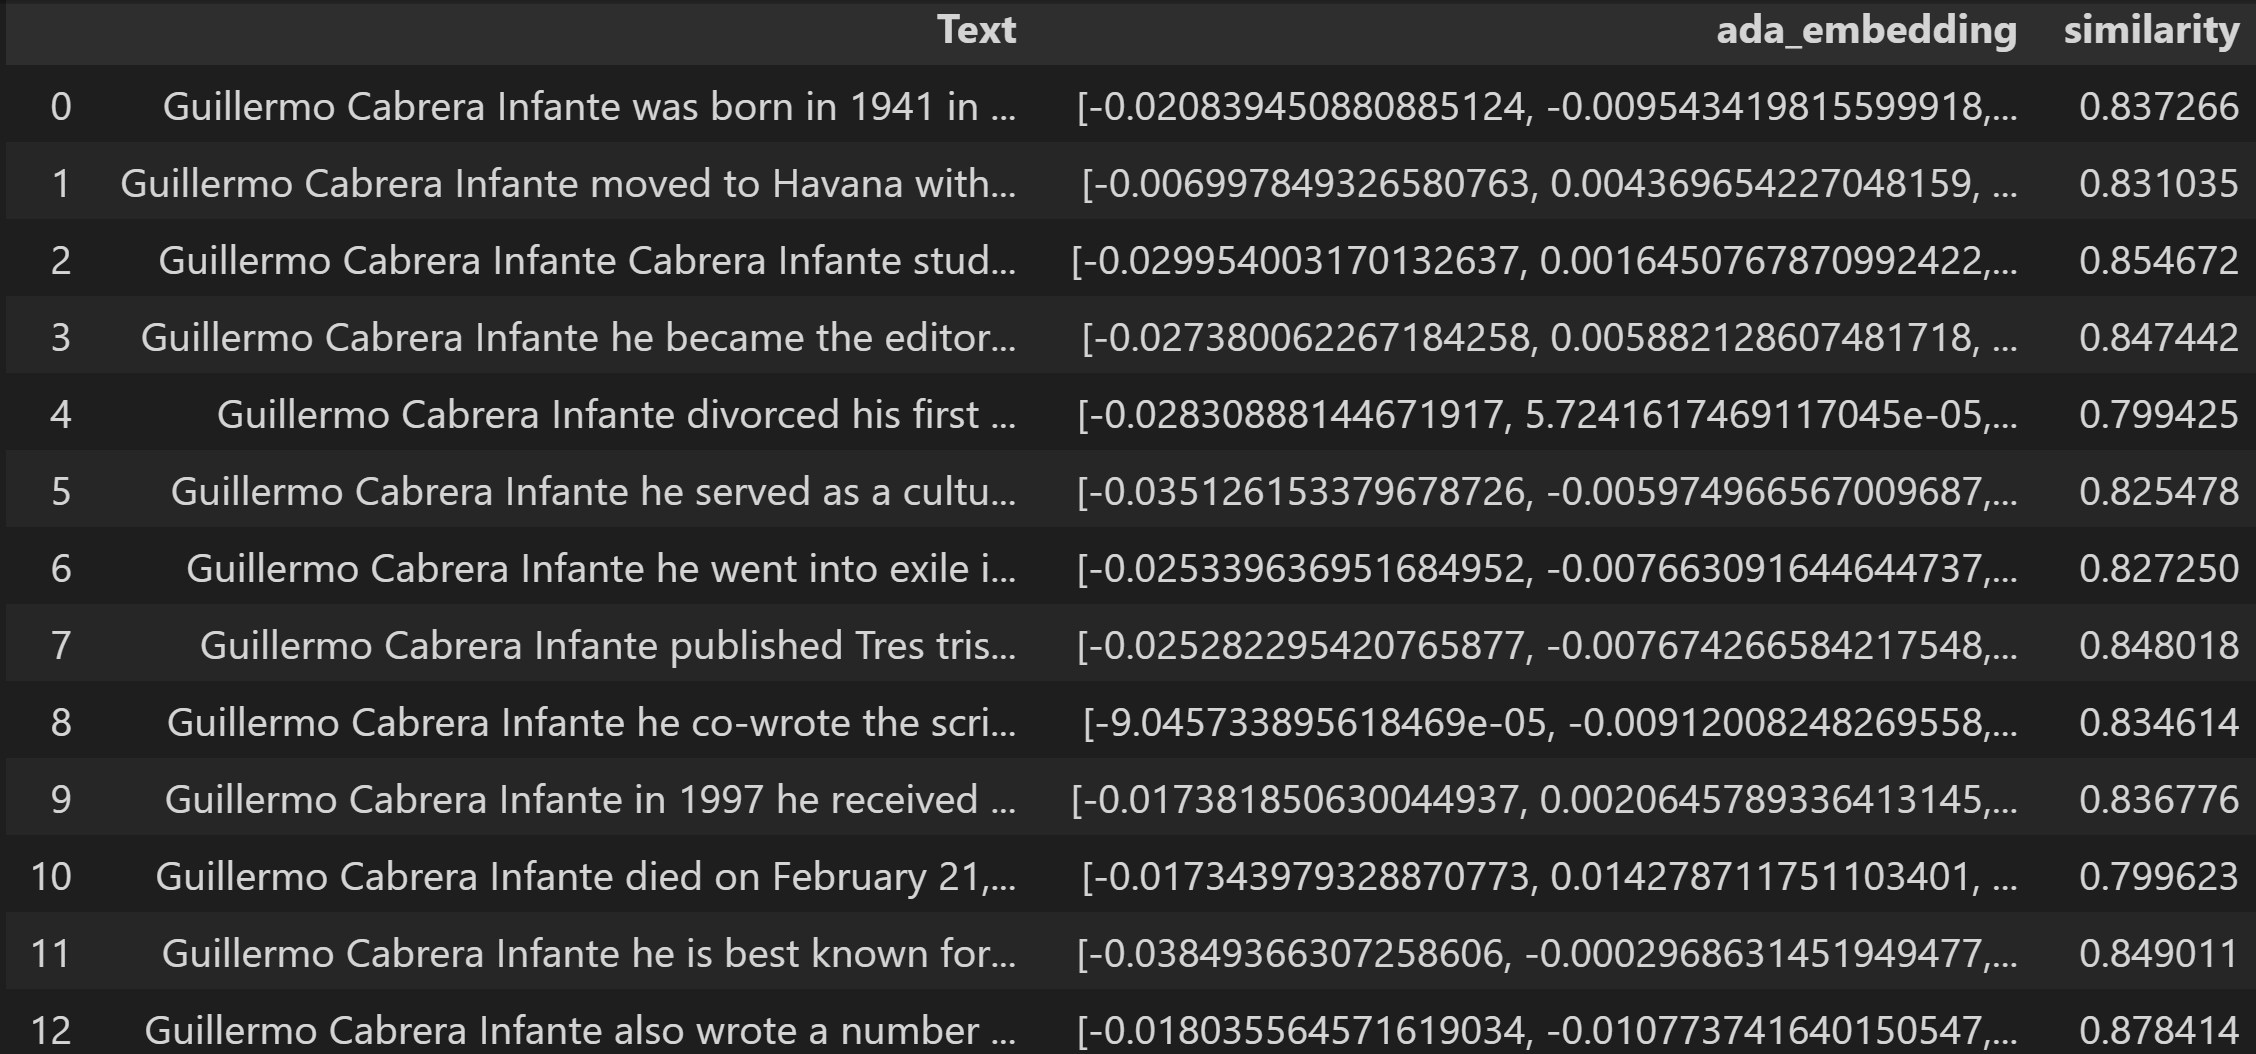 Text ada_embedding similarity
0 Guillermo Cabrera Infante was born in 1941 in ... [-0.020839450880885124, -0.009543419815599918,... 0.837266
1 Guillermo Cabrera Infante moved to Havana with... [-0.006997849326580763, 0.004369654227048159, ... 0.831035
2 Guillermo Cabrera Infante Cabrera Infante stud... [-0.029954003170132637, 0.0016450767870992422,... 0.854672
3 Guillermo Cabrera Infante he became the editor... [-0.027380062267184258, 0.005882128607481718, ... 0.847442
4 Guillermo Cabrera Infante divorced his first ... [-0.02830888144671917, 5.7241617469117045e-05,... 0.799425
5 Guillermo Cabrera Infante he served as a cultu... [-0.035126153379678726, -0.005974966567009687,... 0.825478
6 Guillermo Cabrera Infante he went into exile i... [-0.025339636951684952, -0.007663091644644737,... 0.827250
7 Guillermo Cabrera Infante published Tres tris... [-0.025282295420765877, -0.007674266584217548,... 0.848018
8 Guillermo Cabrera Infante he co-wrote the scri... [-9.045733895618469e-05, -0.00912008248269558,... 0.834614
9 Guillermo Cabrera Infante in 1997 he received ... [-0.017381850630044937, 0.0020645789336413145,... 0.836776
10 Guillermo Cabrera Infante died on February 21,... [-0.017343979328870773, 0.014278711751103401, ... 0.799623
11 Guillermo Cabrera Infante he is best known for... [-0.03849366307258606, -0.0002968631451949477,... 0.849011
12 Guillermo Cabrera Infante also wrote a number ... [-0.018035564571619034, -0.010773741640150547,... 0.878414